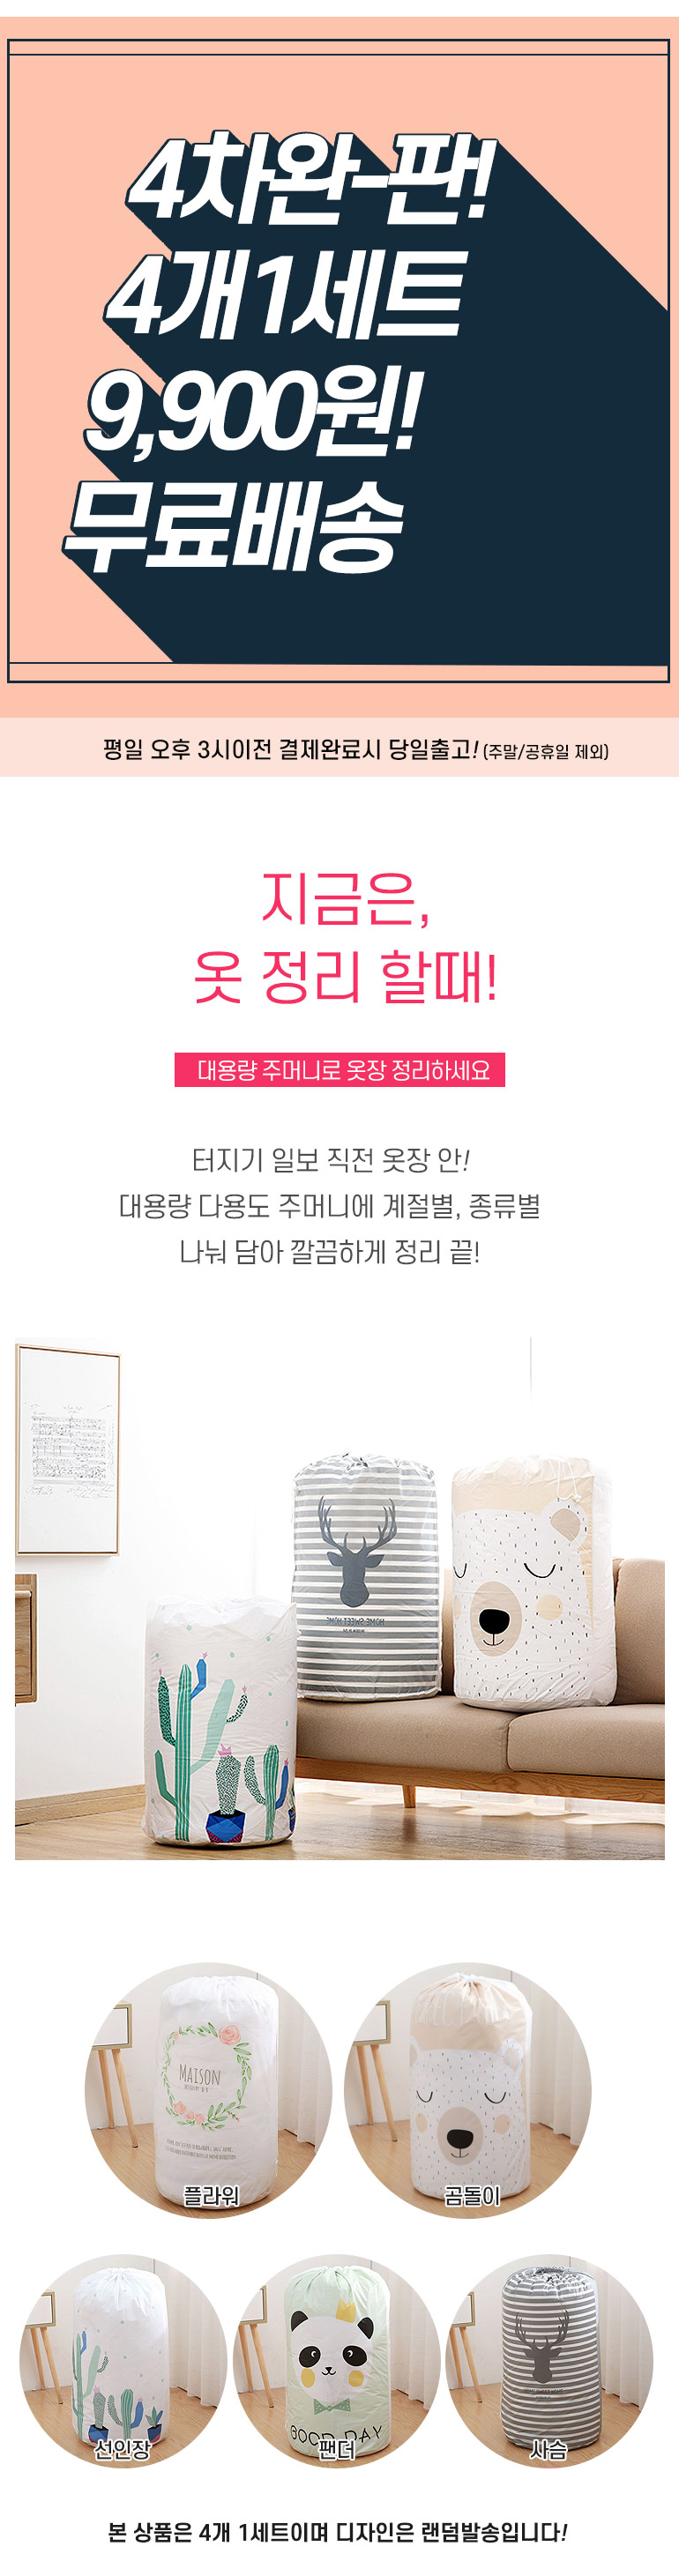 4차완-판!
4개1세트
9,900원!
무료배송
평일 오후 3시이전 결제완료시 당일출고! (주말/공휴일 제외)
지금은,
옷 정리 할때!
대용량 주머니로 옷장 정리하세요
터지기 일보 직전 옷장 안!
대용량 다용도 주머니에 계절별, 종류별
나눠 담아 깔끔하게 정리 끝!
HOME SWEET HOME
MAISON
플라워
곰돌이
GOOD DAY
선인장
팬더
사슴
본 상품은 4개 1세트이며 디자인은 랜덤발송입니다!